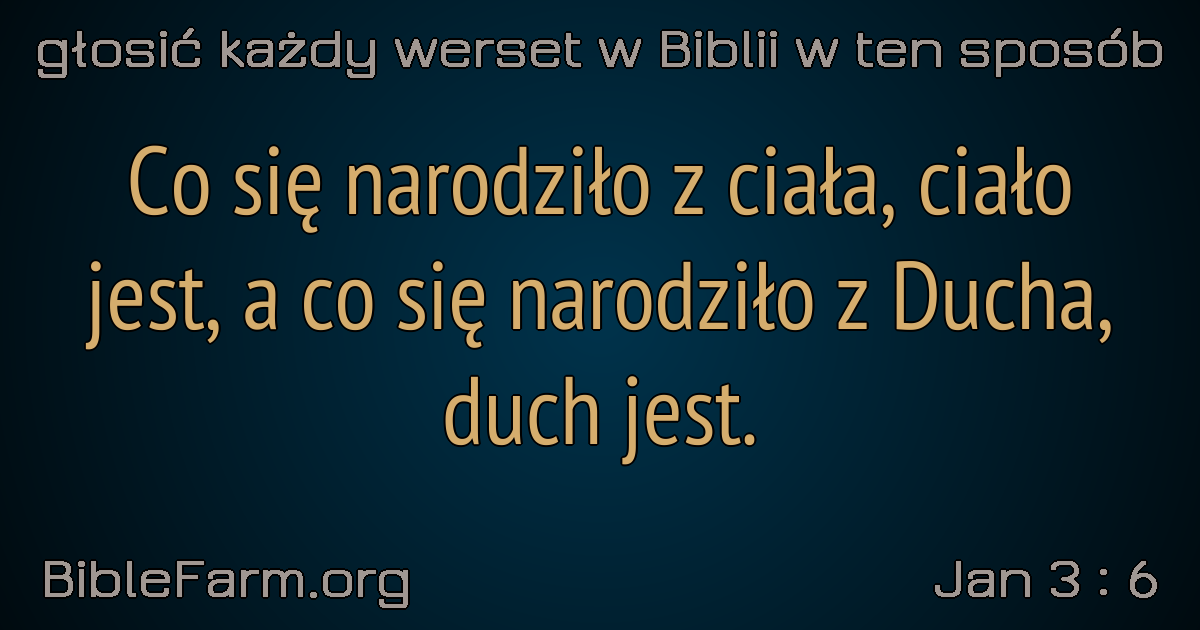 głosić każdy werset w Biblii w ten sposób
Co się narodziło z ciała, ciało
jest, a co się narodziło z Ducha,
duch jest.
BibleFarm.org
Jan 3 : 6